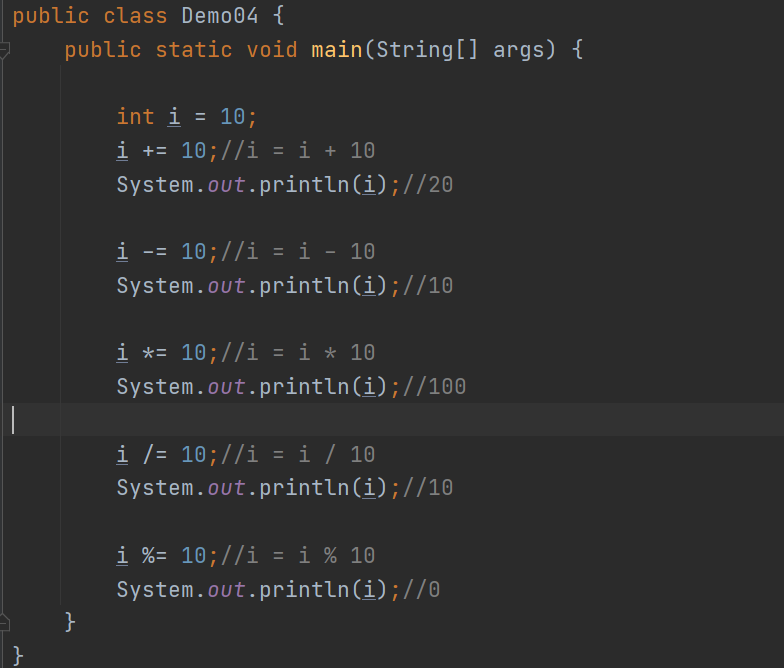 public class Demo04 {
public static void main(String[] args) {
int i = 10;
i += 10;//i = i + 10
System.out.println(i);//20
i -= 10;//i = i - 10
System.out.println(i);//10
i *= 10;//i = i * 10
System.out.println(i);//100
i /= 10;//i = i / 10
System.out.println(i);//10
i %= 10;//i = i % 10
System.out.println(i);//0
}
}